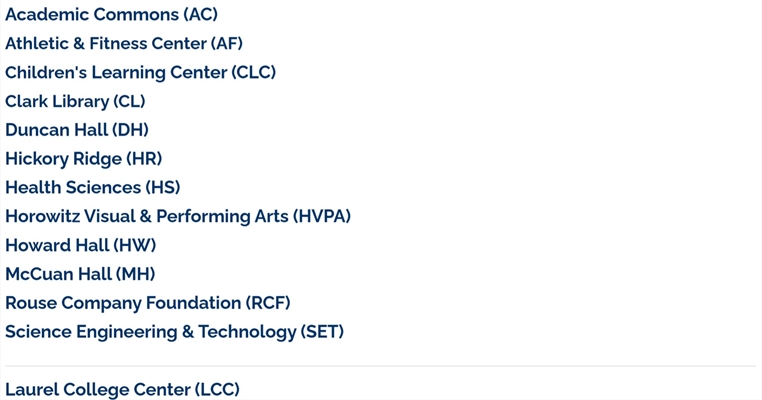 Academic Commons (AC)
Athletic & Fitness Center (AF)
Children's Learning Center (CLC)
Clark Library (CL)
Duncan Hall (DH)
Hickory Ridge (HR)
Health Sciences (HS)
Horowitz Visual & Performing Arts (HVPA)
Howard Hall (HW)
McCuan Hall (MH)
Rouse Company Foundation (RCF)
Science Engineering & Technology (SET)
Laurel College Center (LCC)